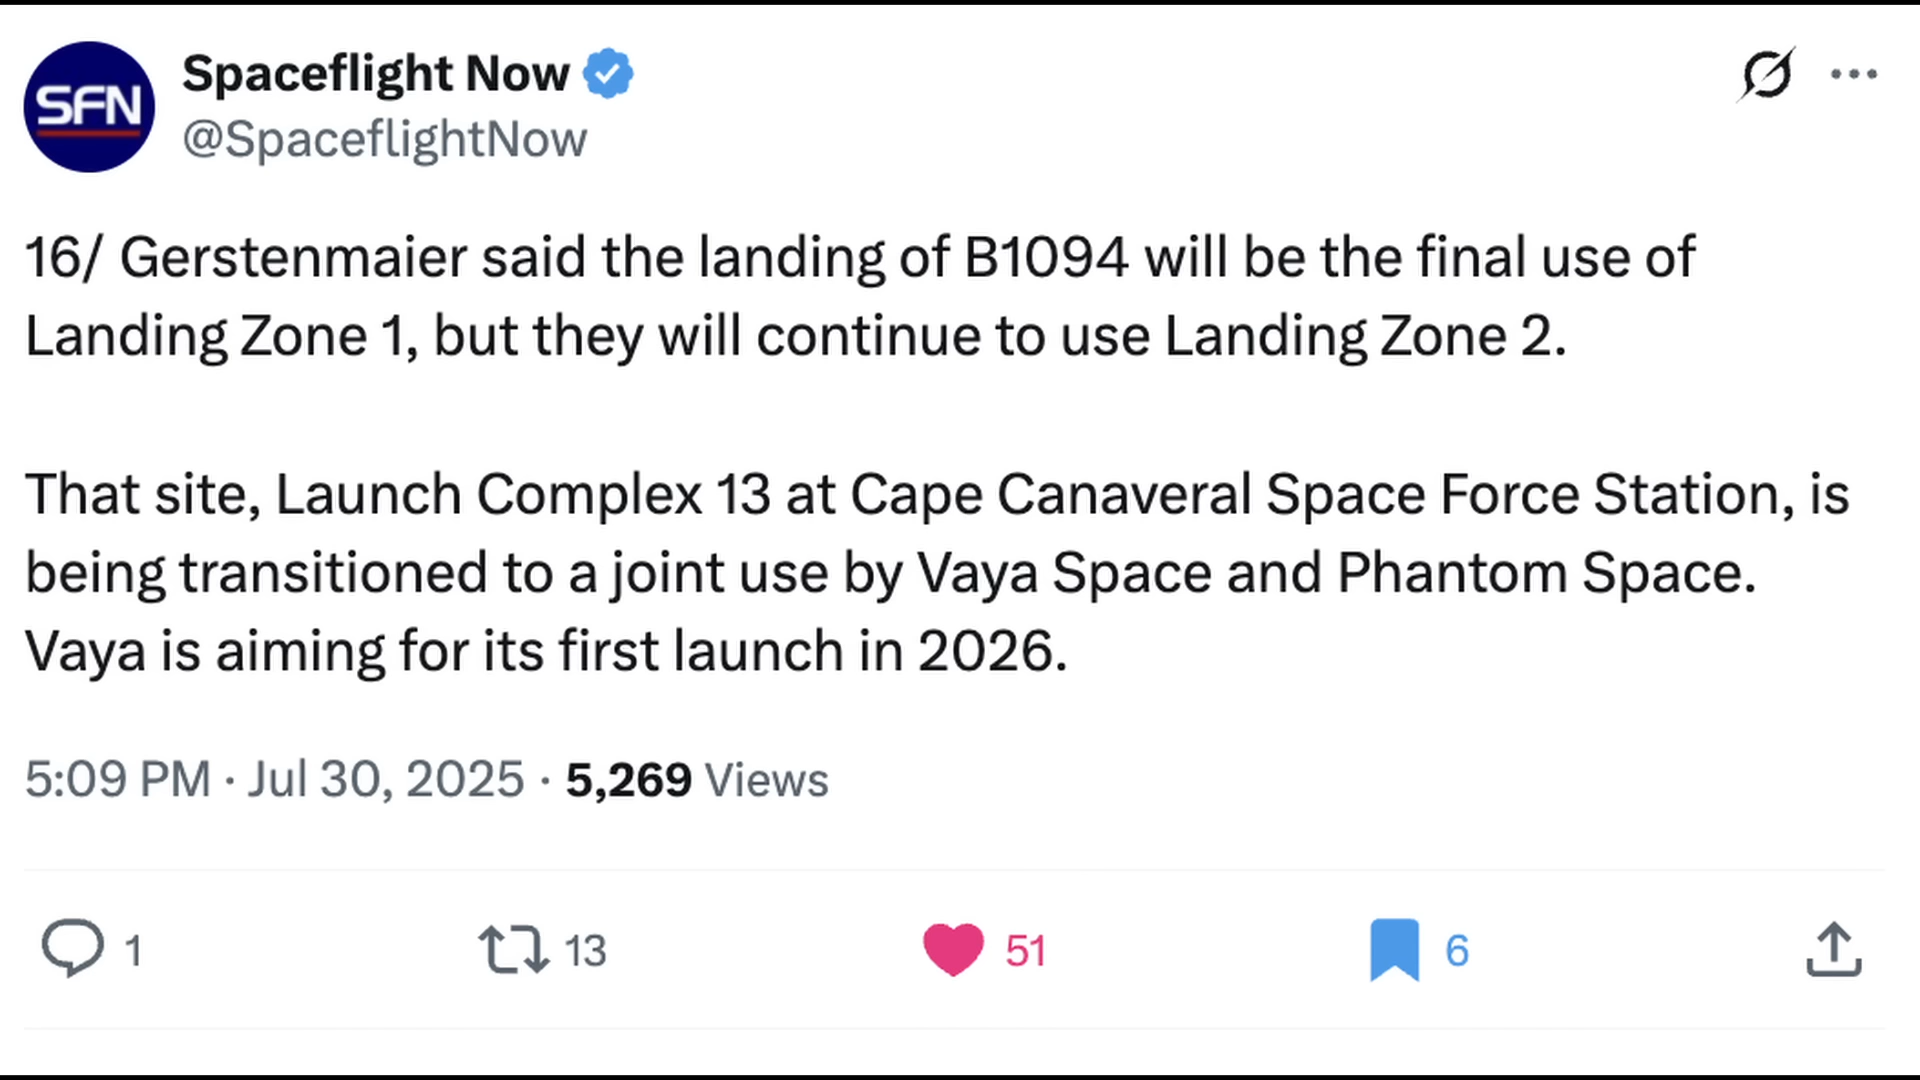 SFN
Spaceflight Now
@SpaceflightNow
16/ Gerstenmaier said the landing of B1094 will be the final use of
Landing Zone 1, but they will continue to use Landing Zone 2.
That site, Launch Complex 13 at Cape Canaveral Space Force Station, is
being transitioned to a joint use by Vaya Space and Phantom Space.
Vaya is aiming for its first launch in 2026.
5:09 PM · Jul 30, 2025 · 5,269 Views
1 13 51 6